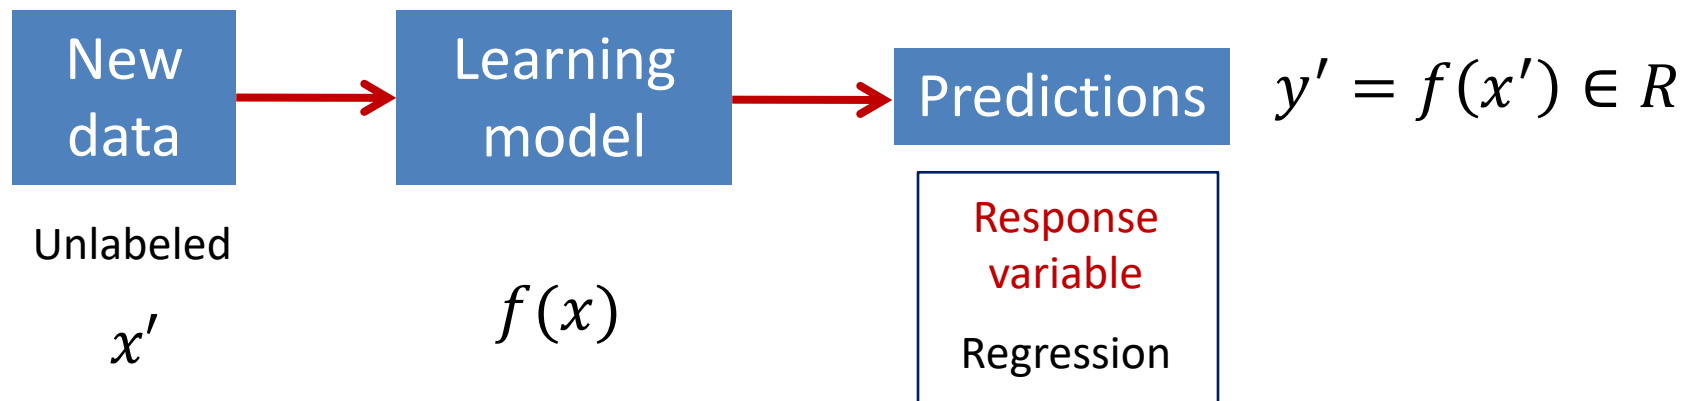 New
data
Learning
model
Predictions
y′ = f(x′) ∈ R
Unlabeled
x′
f(x)
Response
variable
Regression